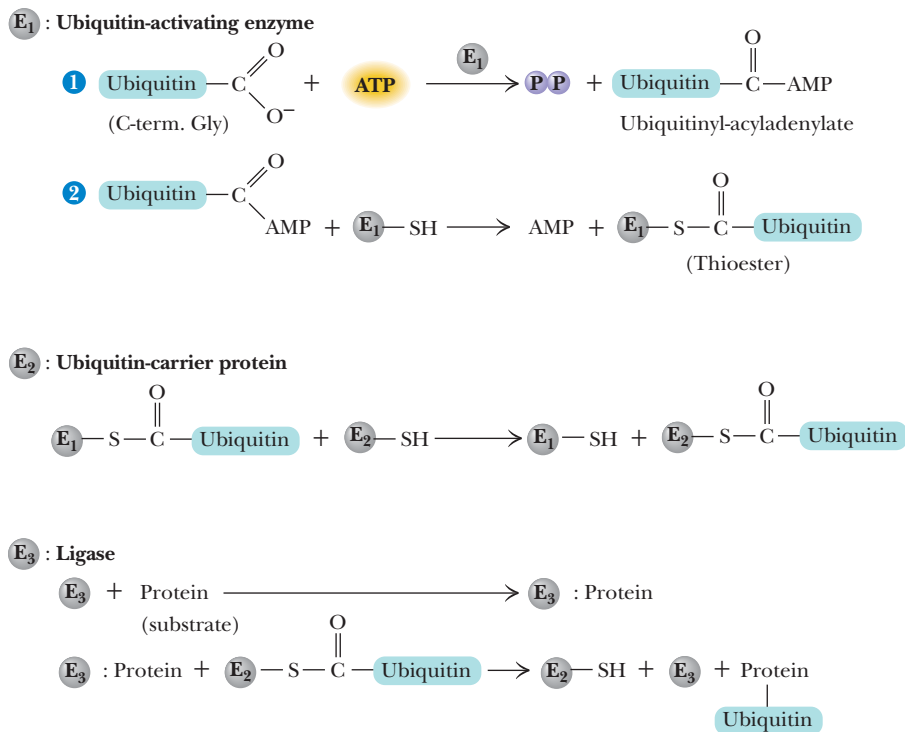 E1 : Ubiquitin-activating enzyme
O O
1 Ubiquitin C + ATP E1 PP + Ubiquitin C AMP
O−
(C-term. Gly) Ubiquitinyl-acyladenylate
O
2 Ubiquitin C O
AMP + E1 SH AMP + E1 S C Ubiquitin
(Thioester)
E2 : Ubiquitin-carrier protein
O O
E1 S C Ubiquitin + E2 SH E1 SH + E2 S C Ubiquitin
E3 : Ligase
E3 + Protein E3 : Protein
(substrate)
O
E3 : Protein + E2 S C Ubiquitin E2 SH + E3 + Protein
Ubiquitin